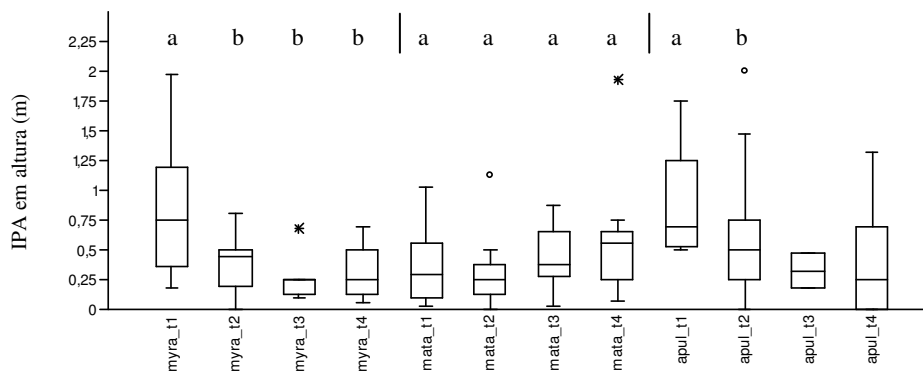 a b b b a a a a a b
IPA em altura (m)
2,25
2
1,75
1,5
1,25
1
0,75
0,5
0,25
0
myra_t1
myra_t2
myra_t3
myra_t4
mata_t1
mata_t2
mata_t3
mata_t4
apul_t1
apul_t2
apul_t3
apul_t4